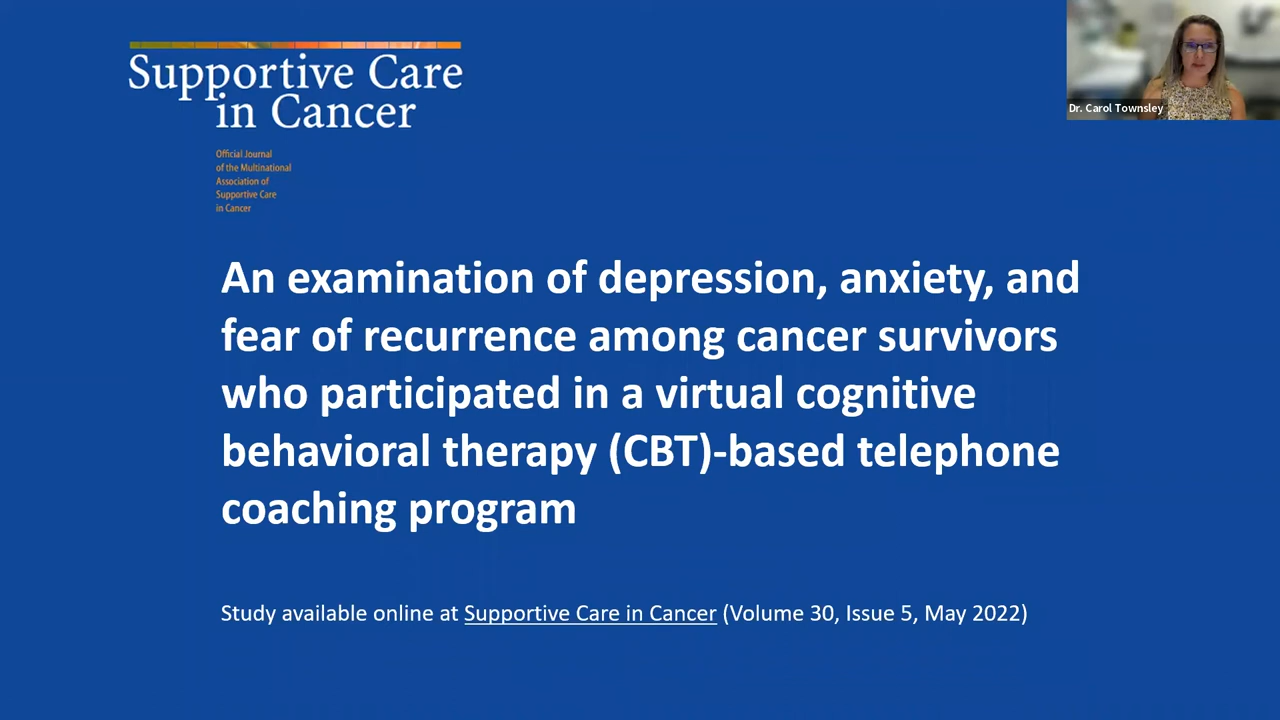 Supportive Care
in Cancer
Official Journal
of the Multinational
Association of
Supportive Care
in Cancer
Dr. Carol Townsley
An examination of depression, anxiety, and
fear of recurrence among cancer survivors
who participated in a virtual cognitive
behavioral therapy (CBT)-based telephone
coaching program
Study available online at Supportive Care in Cancer (Volume 30, Issue 5, May 2022)